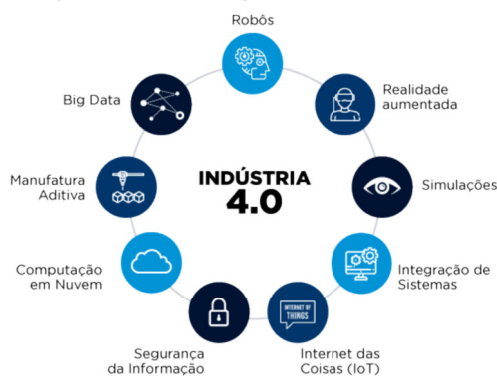 Robôs
Realidade
aumentada
Simulações
Integração de
Sistemas
INTERNET OF
THINGS
Internet das
Coisas (IoT)
Segurança
da Informação
Computação
em Nuvem
Manufatura
Aditiva
Big Data
INDÚSTRIA
4.0